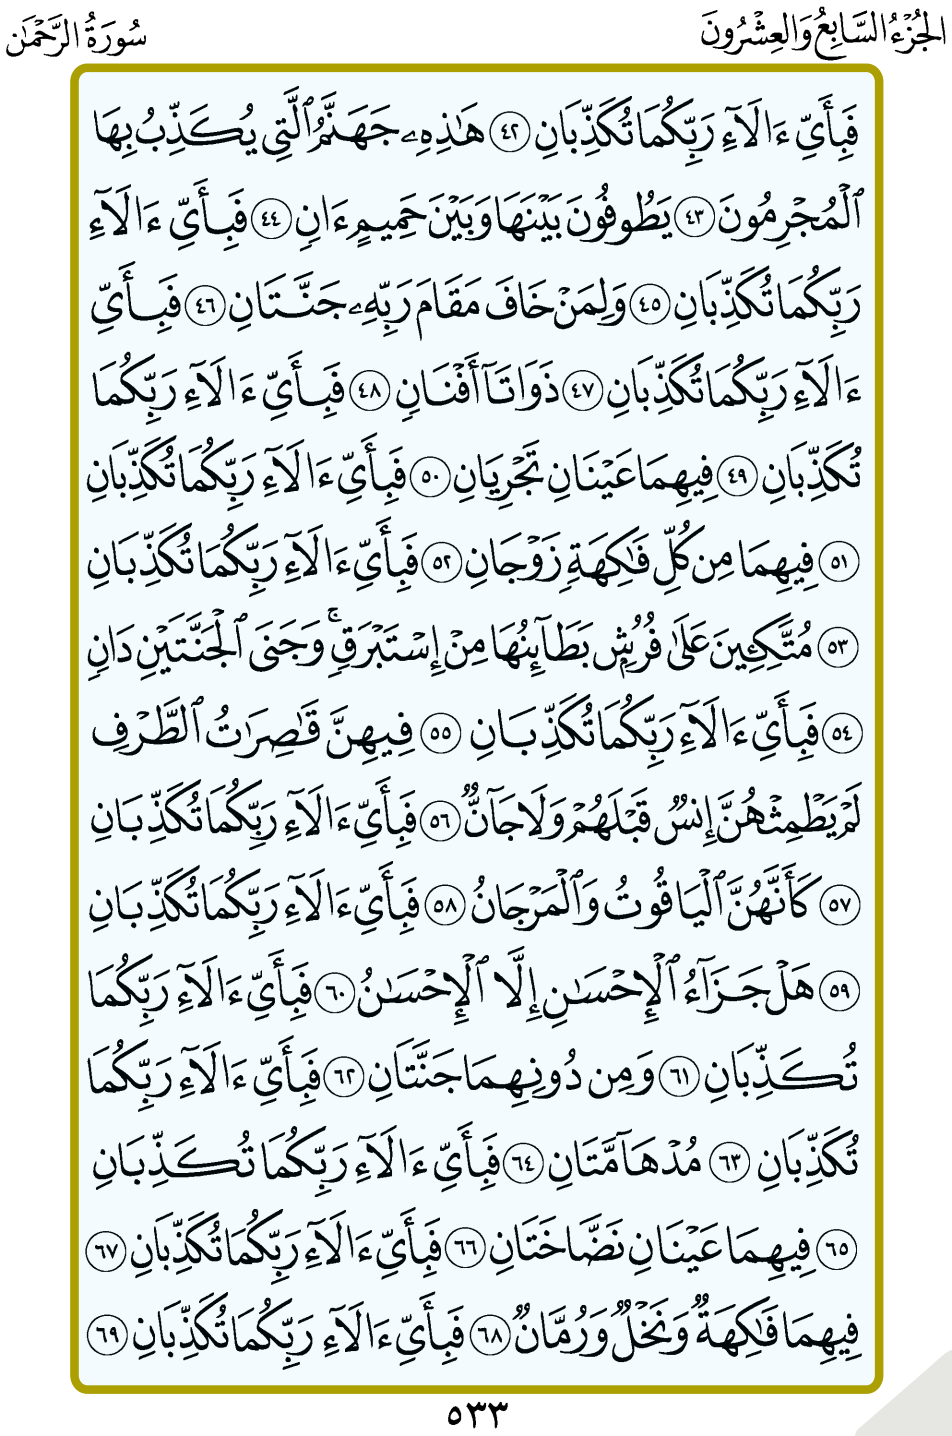 الجُزْءُ السَّابِعُ وَالعِشْرُونَ
سُورَةُ الرَّحْمَٰن
فَبِأَيِّ ءَالَآءِ رَبِّكُمَا تُكَذِّبَانِ ٤٢ هَٰذِهِۦ جَهَنَّمُ ٱلَّتِي يُكَذِّبُ بِهَا
ٱلْمُجْرِمُونَ ٤٣ يَطُوفُونَ بَيْنَهَا وَبَيْنَ حَمِيمٍ ءَانٍ ٤٤ فَبِأَيِّ ءَالَآءِ
رَبِّكُمَا تُكَذِّبَانِ ٤٥ وَلِمَنْ خَافَ مَقَامَ رَبِّهِۦ جَنَّتَانِ ٤٦ فَبِأَيِّ
ءَالَآءِ رَبِّكُمَا تُكَذِّبَانِ ٤٧ ذَوَاتَآ أَفْنَانٍ ٤٨ فَبِأَيِّ ءَالَآءِ رَبِّكُمَا
تُكَذِّبَانِ ٤٩ فِيهِمَا عَيْنَانِ تَجْرِيَانِ ٥٠ فَبِأَيِّ ءَالَآءِ رَبِّكُمَا تُكَذِّبَانِ
٥١ فِيهِمَا مِن كُلِّ فَٰكِهَةٍ زَوْجَانِ ٥٢ فَبِأَيِّ ءَالَآءِ رَبِّكُمَا تُكَذِّبَانِ
٥٣ مُتَّكِـِٔينَ عَلَىٰ فُرُشٍۭ بَطَآئِنُهَا مِنْ إِسْتَبْرَقٍۚ وَجَنَى ٱلْجَنَّتَيْنِ دَانٍ
٥٤ فَبِأَيِّ ءَالَآءِ رَبِّكُمَا تُكَذِّبَانِ ٥٥ فِيهِنَّ قَٰصِرَٰتُ ٱلطَّرْفِ
لَمْ يَطْمِثْهُنَّ إِنسٌ قَبْلَهُمْ وَلَا جَآنٌّ ٥٦ فَبِأَيِّ ءَالَآءِ رَبِّكُمَا تُكَذِّبَانِ
٥٧ كَأَنَّهُنَّ ٱلْيَاقُوتُ وَٱلْمَرْجَانُ ٥٨ فَبِأَيِّ ءَالَآءِ رَبِّكُمَا تُكَذِّبَانِ
٥٩ هَلْ جَزَآءُ ٱلْإِحْسَٰنِ إِلَّا ٱلْإِحْسَٰنُ ٦٠ فَبِأَيِّ ءَالَآءِ رَبِّكُمَا
تُكَذِّبَانِ ٦١ وَمِن دُونِهِمَا جَنَّتَانِ ٦٢ فَبِأَيِّ ءَالَآءِ رَبِّكُمَا
تُكَذِّبَانِ ٦٣ مُدْهَآمَّتَانِ ٦٤ فَبِأَيِّ ءَالَآءِ رَبِّكُمَا تُكَذِّبَانِ
٦٥ فِيهِمَا عَيْنَانِ نَضَّاخَتَانِ ٦٦ فَبِأَيِّ ءَالَآءِ رَبِّكُمَا تُكَذِّبَانِ ٦٧
فِيهِمَا فَٰكِهَةٌ وَنَخْلٌ وَرُمَّانٌ ٦٨ فَبِأَيِّ ءَالَآءِ رَبِّكُمَا تُكَذِّبَانِ ٦٩
٥٣٣